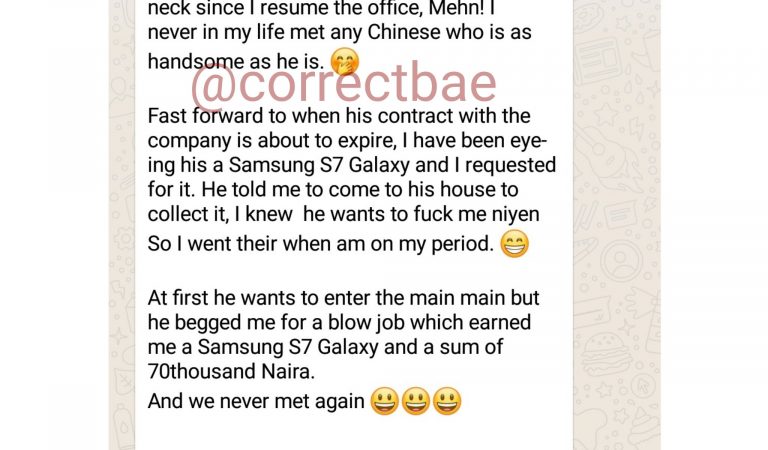 neck since I resume the office, Mehn! I
never in my life met any Chinese who is as
handsome as he is. 🤭
@correctbae
Fast forward to when his contract with the
company is about to expire, I have been eye-
ing his a Samsung S7 Galaxy and I requested
for it. He told me to come to his house to
collect it, I knew  he wants to fuck me niyen
So I went their when am on my period. 😁
At first he wants to enter the main main but
he begged me for a blow job which earned
me a Samsung S7 Galaxy and a sum of
70thousand Naira.
And we never met again 😃😃😃